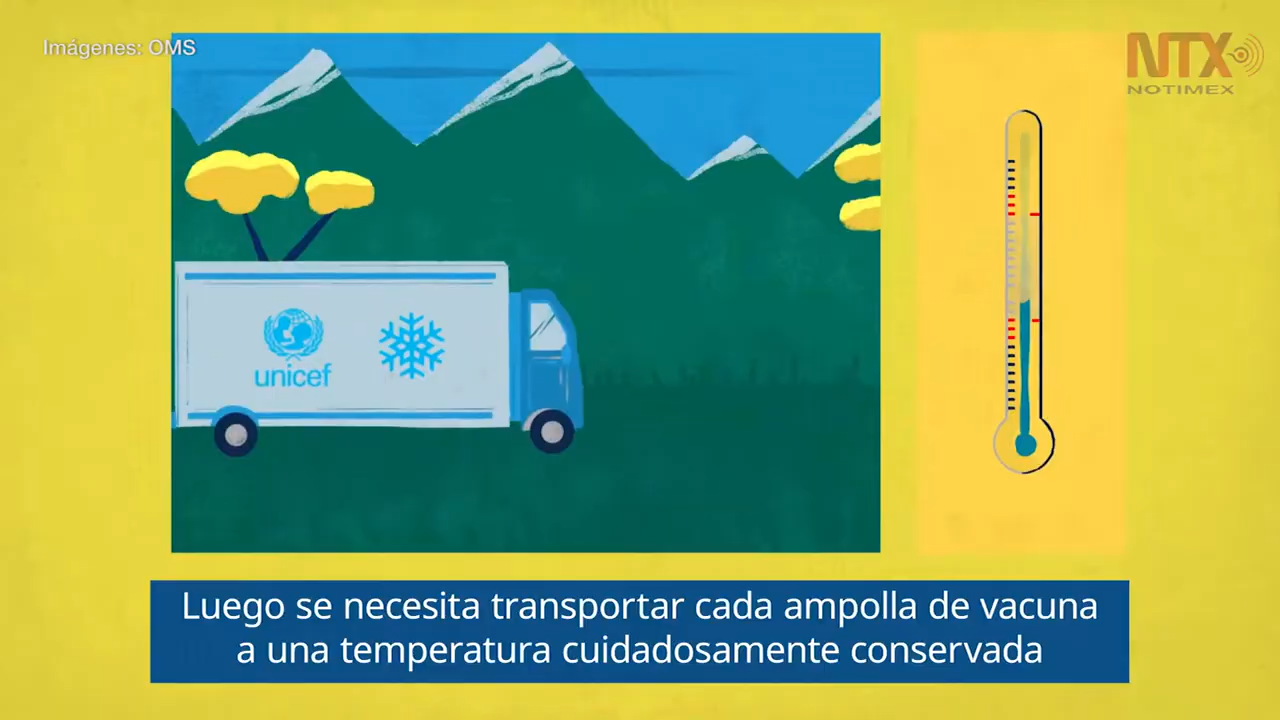 Imágenes: OMS
NTX
NOTIMEX
unicef
Luego se necesita transportar cada ampolla de vacuna
a una temperatura cuidadosamente conservada